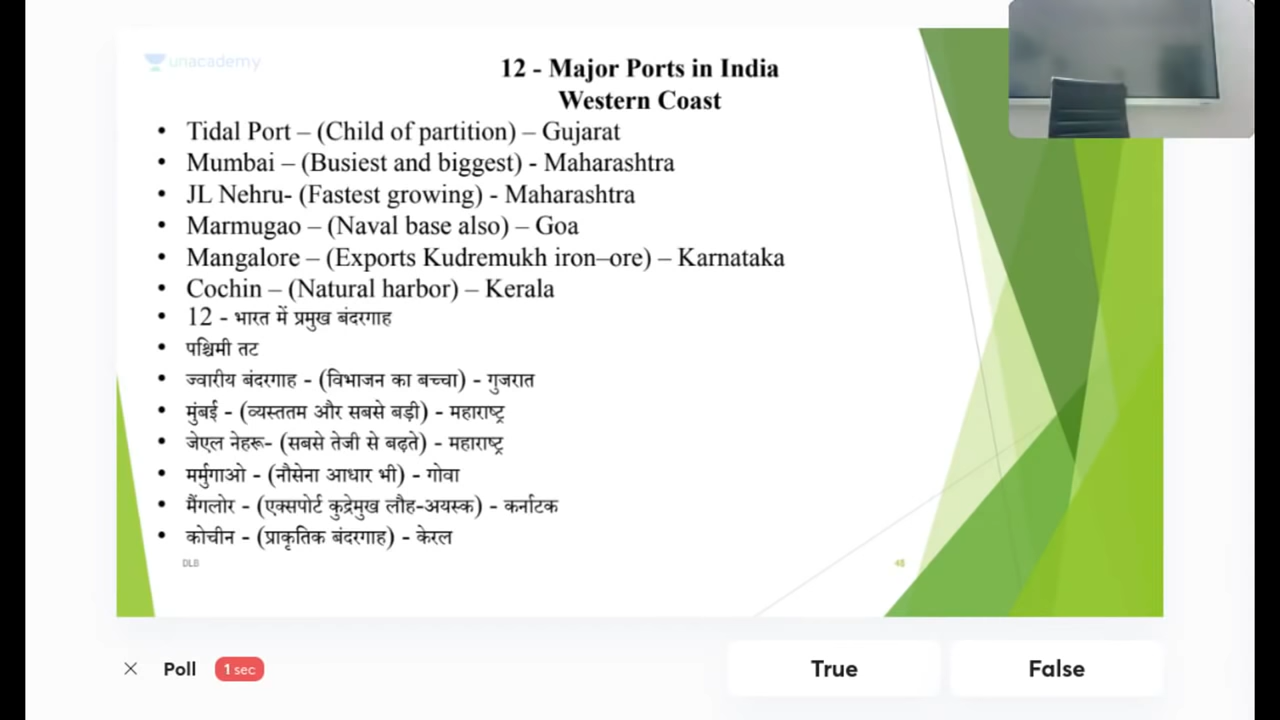 unacademy
12 - Major Ports in India
Western Coast
• Tidal Port – (Child of partition) – Gujarat
• Mumbai – (Busiest and biggest) - Maharashtra
• JL Nehru- (Fastest growing) - Maharashtra
• Marmugao – (Naval base also) – Goa
• Mangalore – (Exports Kudremukh iron–ore) – Karnataka
• Cochin – (Natural harbor) – Kerala
• 12 - भारत में प्रमुख बंदरगाह
• पश्चिमी तट
• ज्वारीय बंदरगाह - (विभाजन का बच्चा) - गुजरात
• मुंबई - (व्यस्ततम और सबसे बड़ी) - महाराष्ट्र
• जेएल नेहरू- (सबसे तेजी से बढ़ते) - महाराष्ट्र
• मर्मुगाओ - (नौसेना आधार भी) - गोवा
• मैंगलोर - (एक्सपोर्ट कुद्रेमुख लौह-अयस्क) - कर्नाटक
• कोचीन - (प्राकृतिक बंदरगाह) - केरल
DLB 48
Poll 1 sec True False